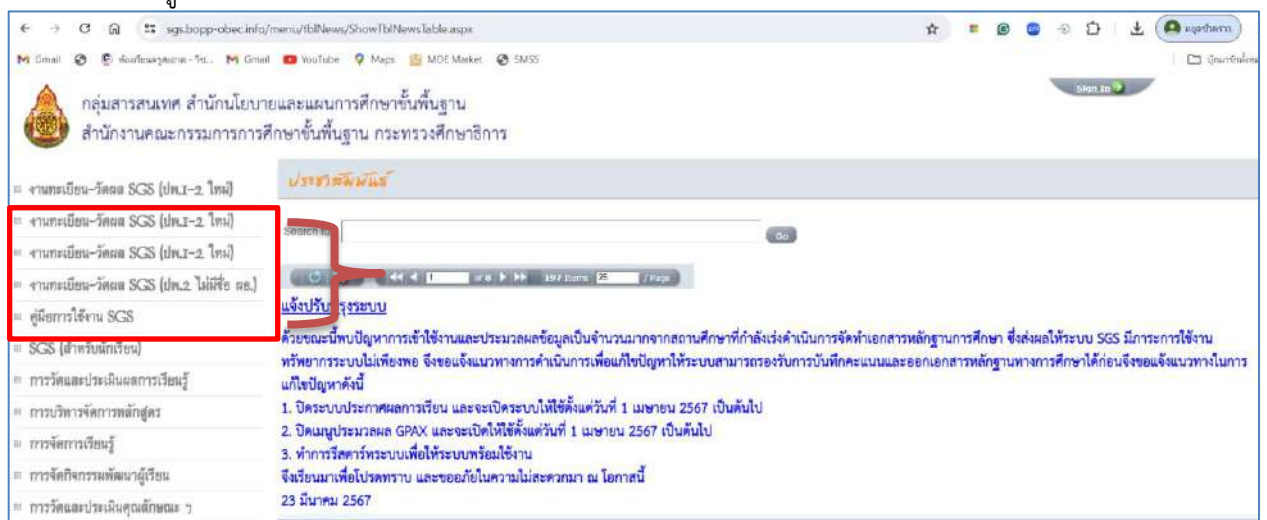 sgs.bopp-obec.info/menu/tblNews/ShowTblNewsTable.aspx
Gmail
Gmail YouTube Maps MOE Market SMSS
Sign In
กลุ่มสารสนเทศ สำนักนโยบายและแผนการศึกษาขั้นพื้นฐาน
สำนักงานคณะกรรมการการศึกษาขั้นพื้นฐาน กระทรวงศึกษาธิการ
งานทะเบียน-วัดผล SGS (ปพ.1-2 ใหม่)
งานทะเบียน-วัดผล SGS (ปพ.1-2 ใหม่)
งานทะเบียน-วัดผล SGS (ปพ.1-2 ใหม่)
งานทะเบียน-วัดผล SGS (ปพ.2 ไม่มีชื่อ ผอ.)
คู่มือการใช้งาน SGS
SGS (สำหรับนักเรียน)
การวัดและประเมินผลการเรียนรู้
การบริหารจัดการหลักสูตร
การจัดการเรียนรู้
การจัดกิจกรรมพัฒนาผู้เรียน
การวัดและประเมินคุณลักษณะ ๆ
ประชาสัมพันธ์
Search Go
1 of 8 197 Items 25 / Page
แจ้งปรับปรุงระบบ
ด้วยขณะนี้พบปัญหาการเข้าใช้งานและประมวลผลข้อมูลเป็นจำนวนมากจากสถานศึกษาที่กำลังเร่งดำเนินการจัดทำเอกสารหลักฐานการศึกษา ซึ่งส่งผลให้ระบบ SGS มีภาระการใช้งาน
ทรัพยากรระบบไม่เพียงพอ จึงขอแจ้งแนวทางการดำเนินการเพื่อแก้ไขปัญหาให้ระบบสามารถรองรับการบันทึกคะแนนและออกเอกสารหลักฐานทางการศึกษาได้ก่อนจึงขอแจ้งแนวทางในการ
แก้ไขปัญหาดังนี้
1. ปิดระบบประกาศผลการเรียน และจะเปิดระบบให้ใช้ตั้งแต่วันที่ 1 เมษายน 2567 เป็นต้นไป
2. ปิดเมนูประมวลผล GPAX และจะเปิดให้ใช้ตั้งแต่วันที่ 1 เมษายน 2567 เป็นต้นไป
3. ทำการรีสตาร์ทระบบเพื่อให้ระบบพร้อมใช้งาน
จึงเรียนมาเพื่อโปรดทราบ และขออภัยในความไม่สะดวกมา ณ โอกาสนี้
23 มีนาคม 2567